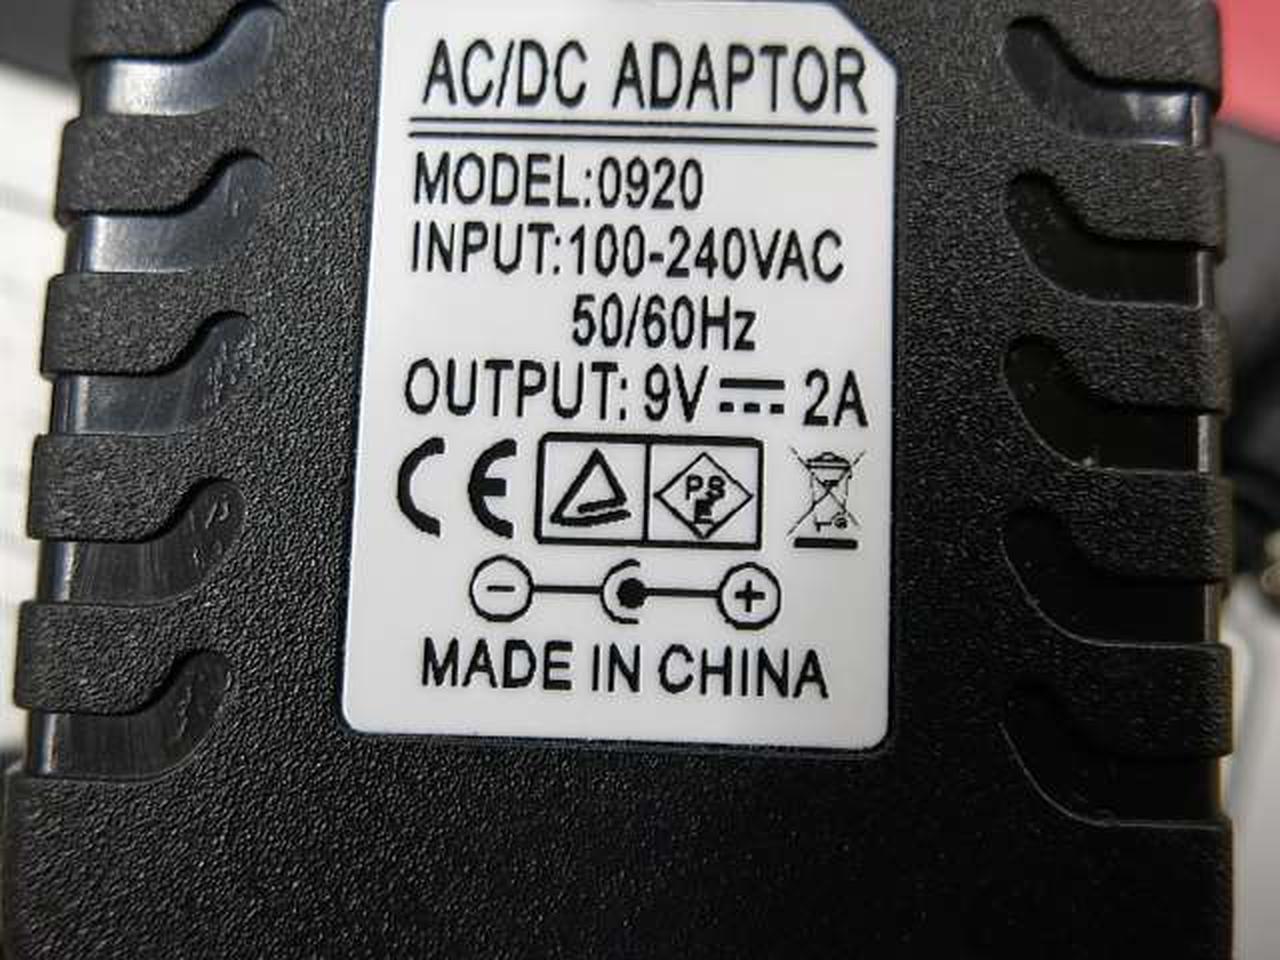 AC/DC ADAPTOR
MODEL:0920
INPUT:100-240VAC
50/60Hz
OUTPUT: 9V⎓2A
CE
PSE
MADE IN CHINA